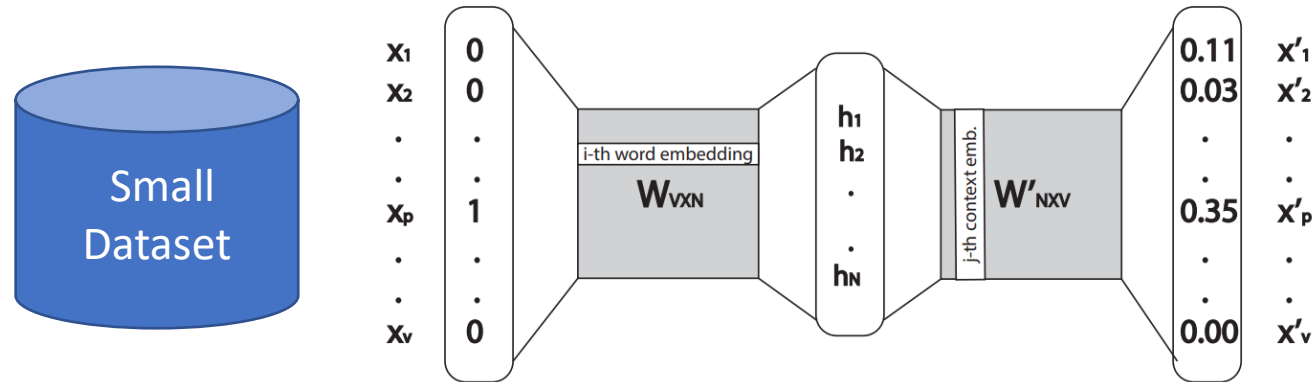 Small
Dataset
x1 0
x2 0
. .
. .
xp 1
. .
. .
xv 0
i-th word embedding
WVXN
h1
h2
.
.
hN
j-th context emb.
W'NXV
0.11 x'1
0.03 x'2
. .
. .
0.35 x'p
. .
. .
0.00 x'v